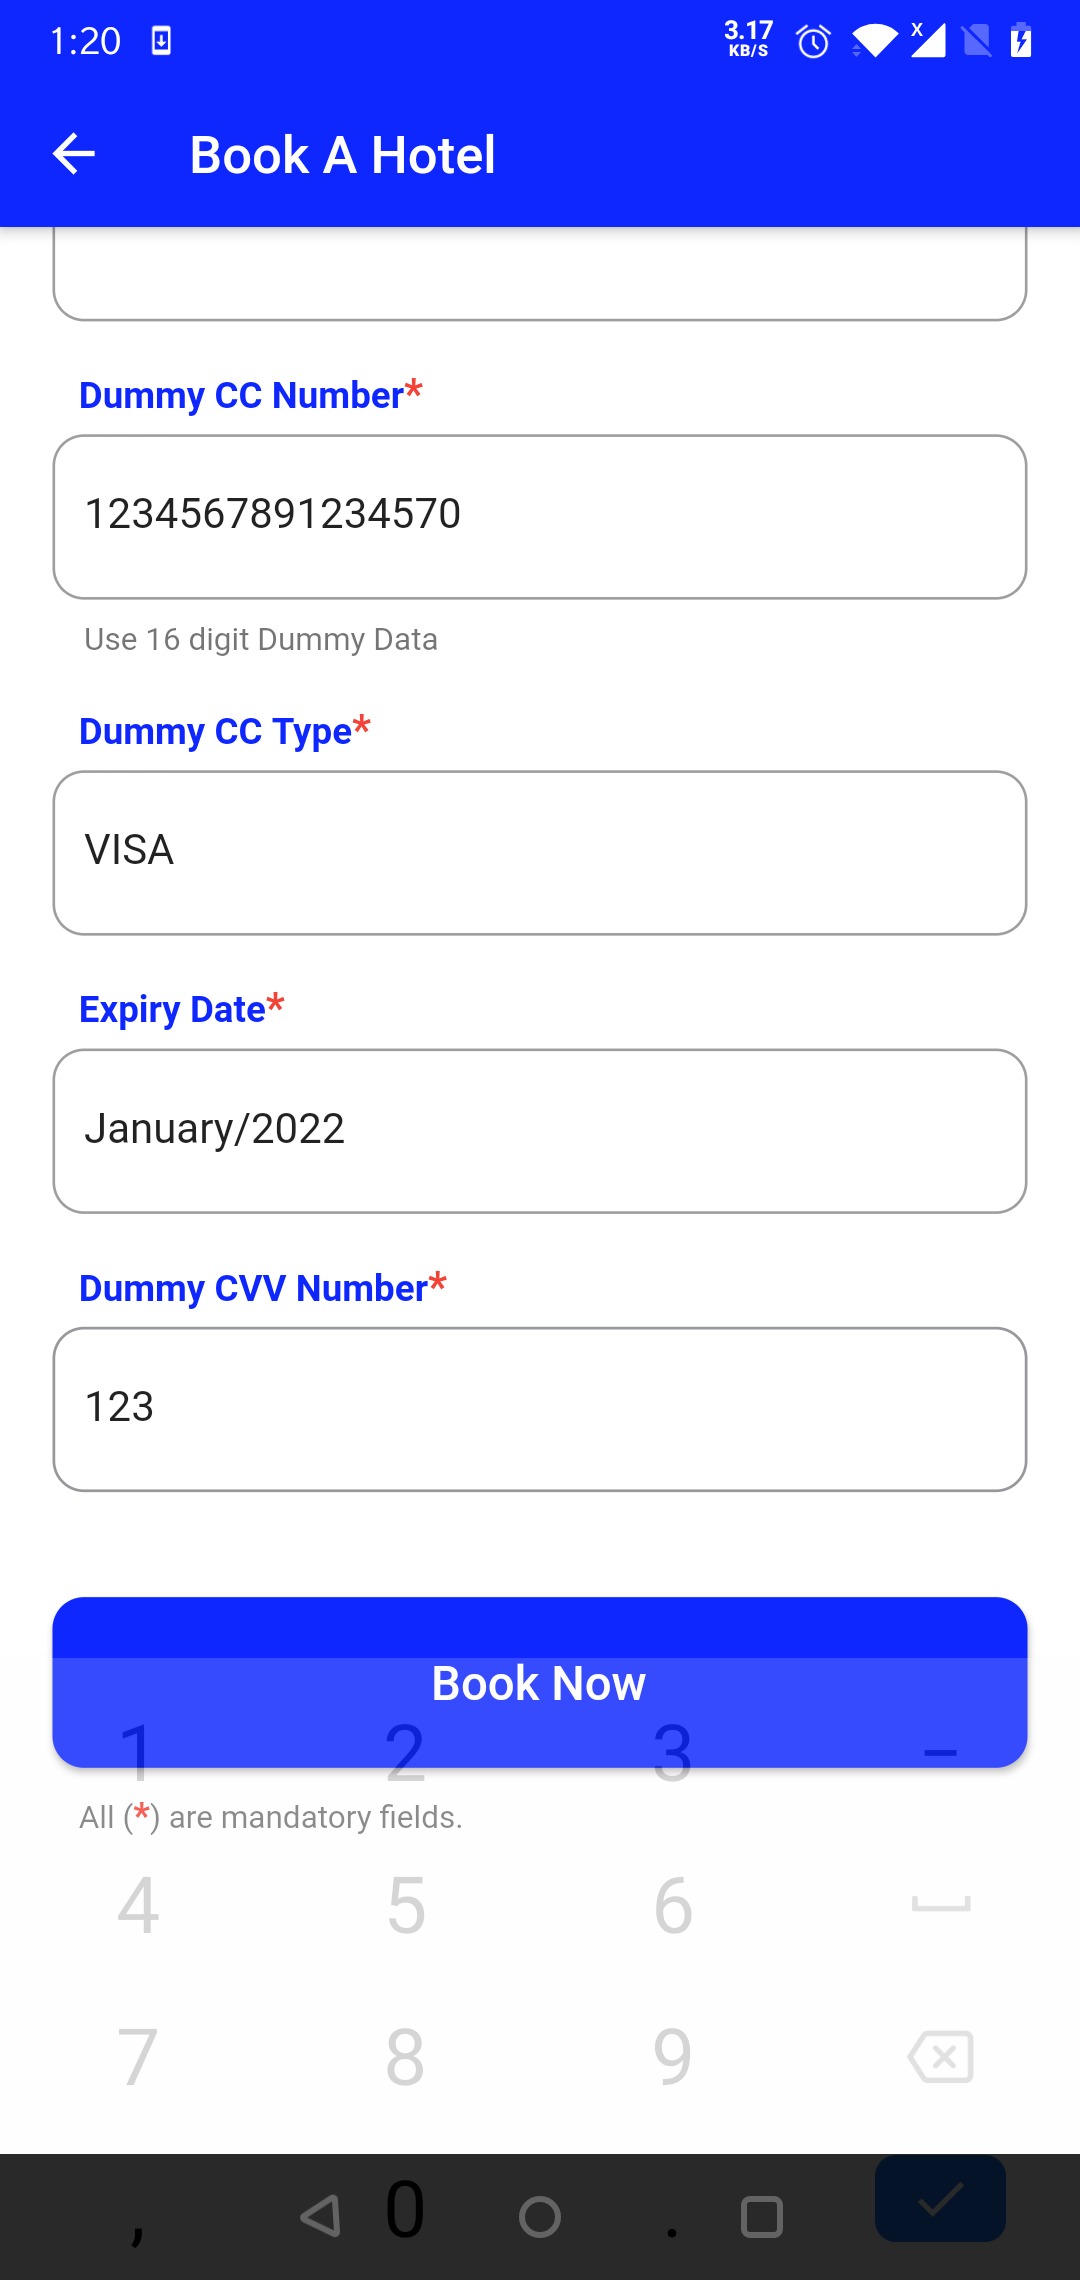 1:20
3.17
KB/S
X
Book A Hotel
Dummy CC Number*
1234567891234570
Use 16 digit Dummy Data
Dummy CC Type*
VISA
Expiry Date*
January/2022
Dummy CVV Number*
123
Book Now
1 2 3 –
All (*) are mandatory fields.
4 5 6
7 8 9
, 0 .